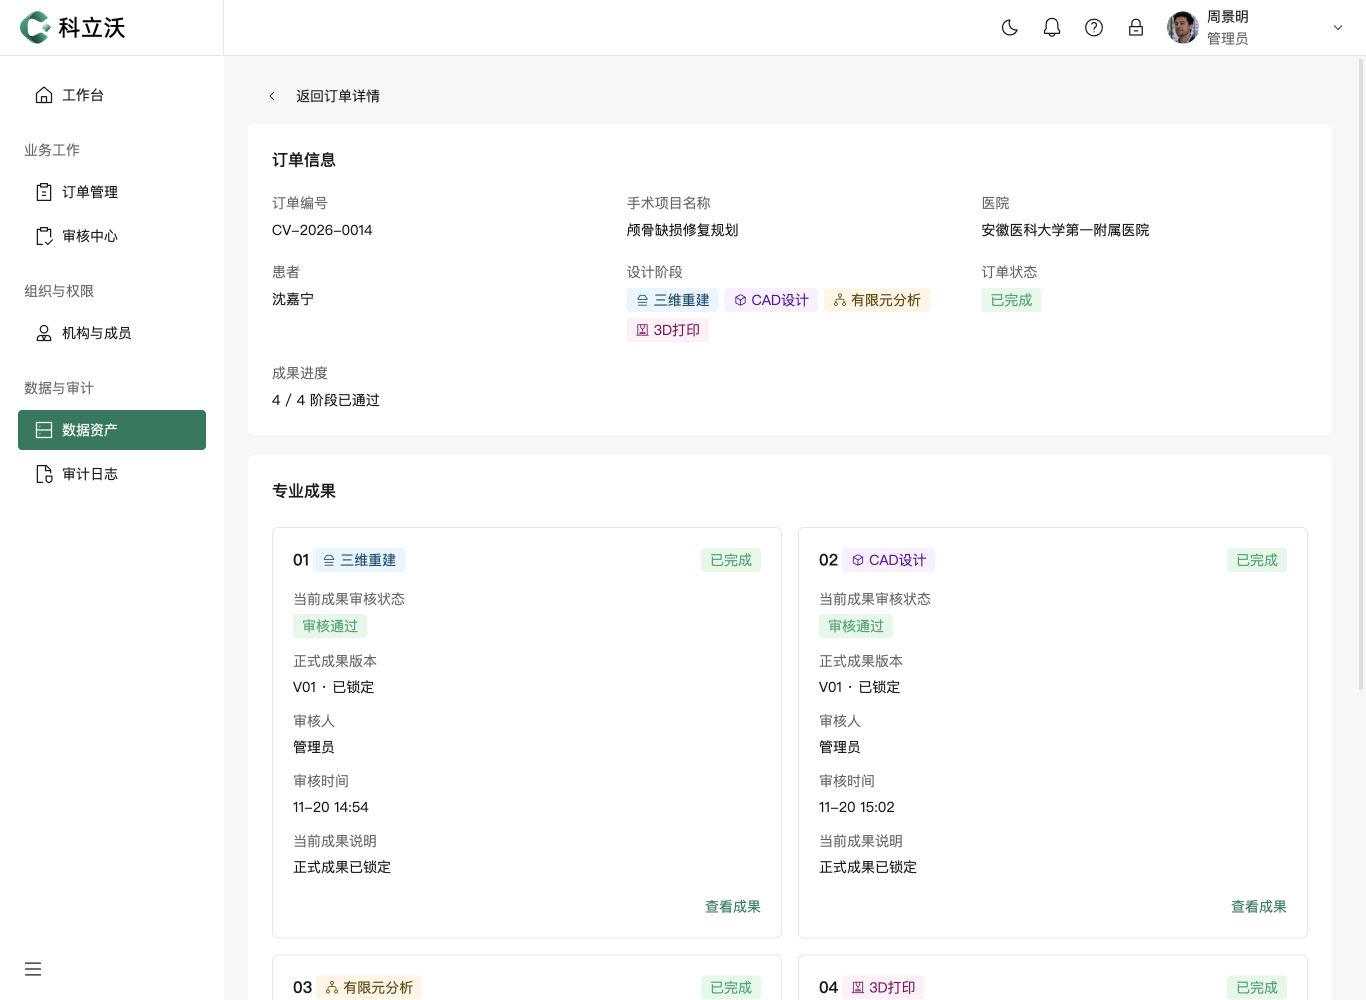 科立沃
周景明
管理员
工作台
业务工作
订单管理
审核中心
组织与权限
机构与成员
数据与审计
数据资产
审计日志
返回订单详情
订单信息
订单编号
手术项目名称
医院
CV-2026-0014
颅骨缺损修复规划
安徽医科大学第一附属医院
患者
设计阶段
订单状态
沈嘉宁
三维重建
CAD设计
有限元分析
3D打印
已完成
成果进度
4 / 4 阶段已通过
专业成果
01 三维重建
已完成
当前成果审核状态
审核通过
正式成果版本
V01 · 已锁定
审核人
管理员
审核时间
11-20 14:54
当前成果说明
正式成果已锁定
查看成果
02 CAD设计
已完成
当前成果审核状态
审核通过
正式成果版本
V01 · 已锁定
审核人
管理员
审核时间
11-20 15:02
当前成果说明
正式成果已锁定
查看成果
03 有限元分析
已完成
04 3D打印
已完成